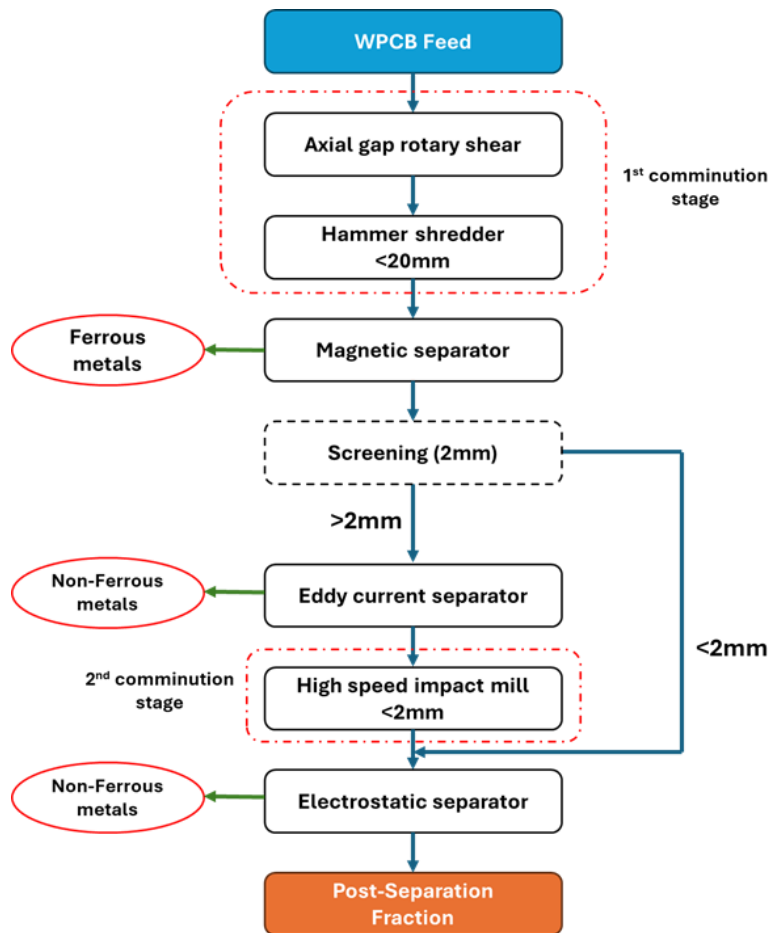 WPCB Feed
Axial gap rotary shear
1st comminution
stage
Hammer shredder
<20mm
Ferrous
metals
Magnetic separator
Screening (2mm)
>2mm
Non-Ferrous
metals
Eddy current separator
<2mm
2nd comminution
stage
High speed impact mill
<2mm
Non-Ferrous
metals
Electrostatic separator
Post-Separation
Fraction